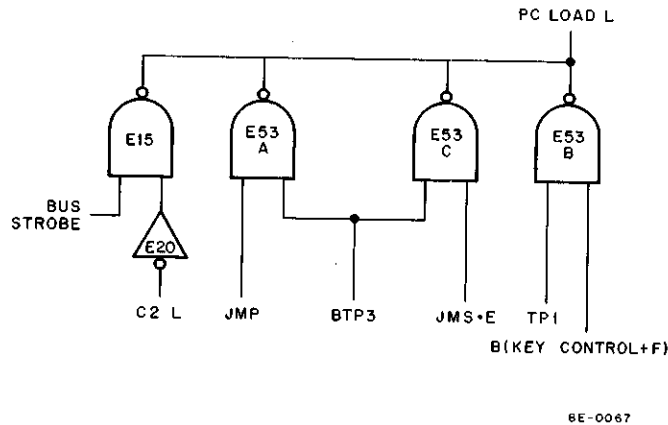 PC LOAD L
E15
E53
A
E53
C
E53
B
BUS
STROBE
E20
C2 L
JMP
BTP3
JMS•E
TP1
B(KEY CONTROL+F)
8E-0067